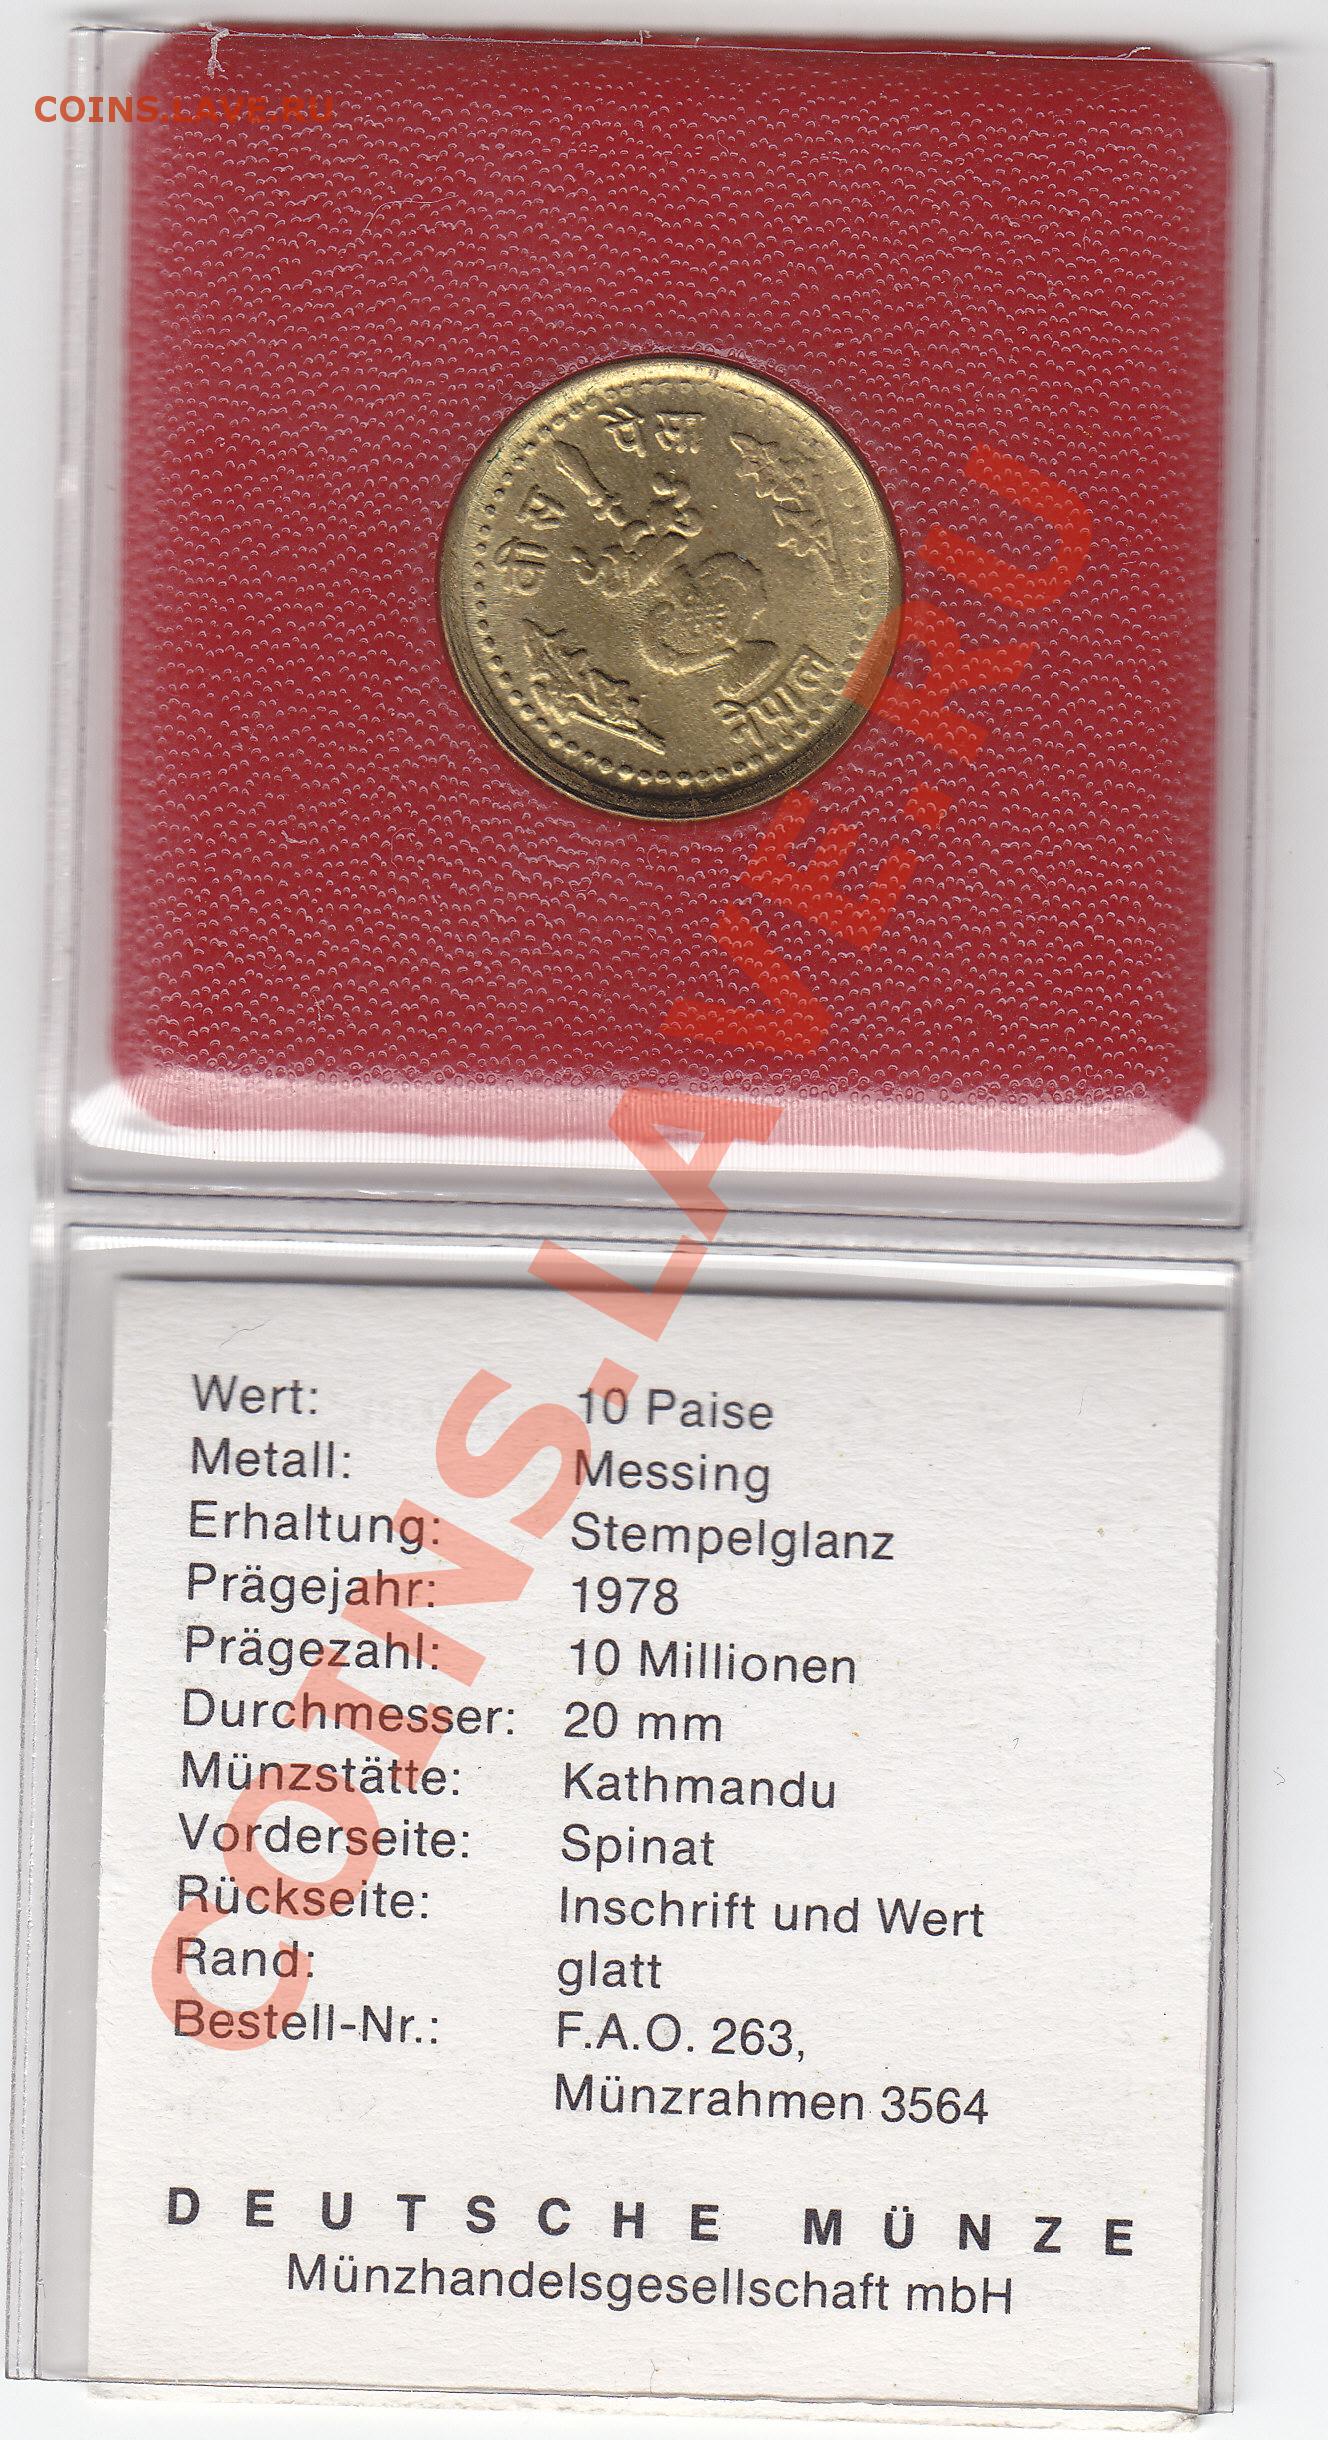 COINS.LAVE.RU
बीस पैसा
नेपाल
Wert: 10 Paise
Metall: Messing
Erhaltung: Stempelglanz
Prägejahr: 1978
Prägezahl: 10 Millionen
Durchmesser: 20 mm
Münzstätte: Kathmandu
Vorderseite: Spinat
Rückseite: Inschrift und Wert
Rand: glatt
Bestell-Nr.: F.A.O. 263,
Münzrahmen 3564
DEUTSCHE MÜNZE
Münzhandelsgesellschaft mbH
COINS.LAVE.RU